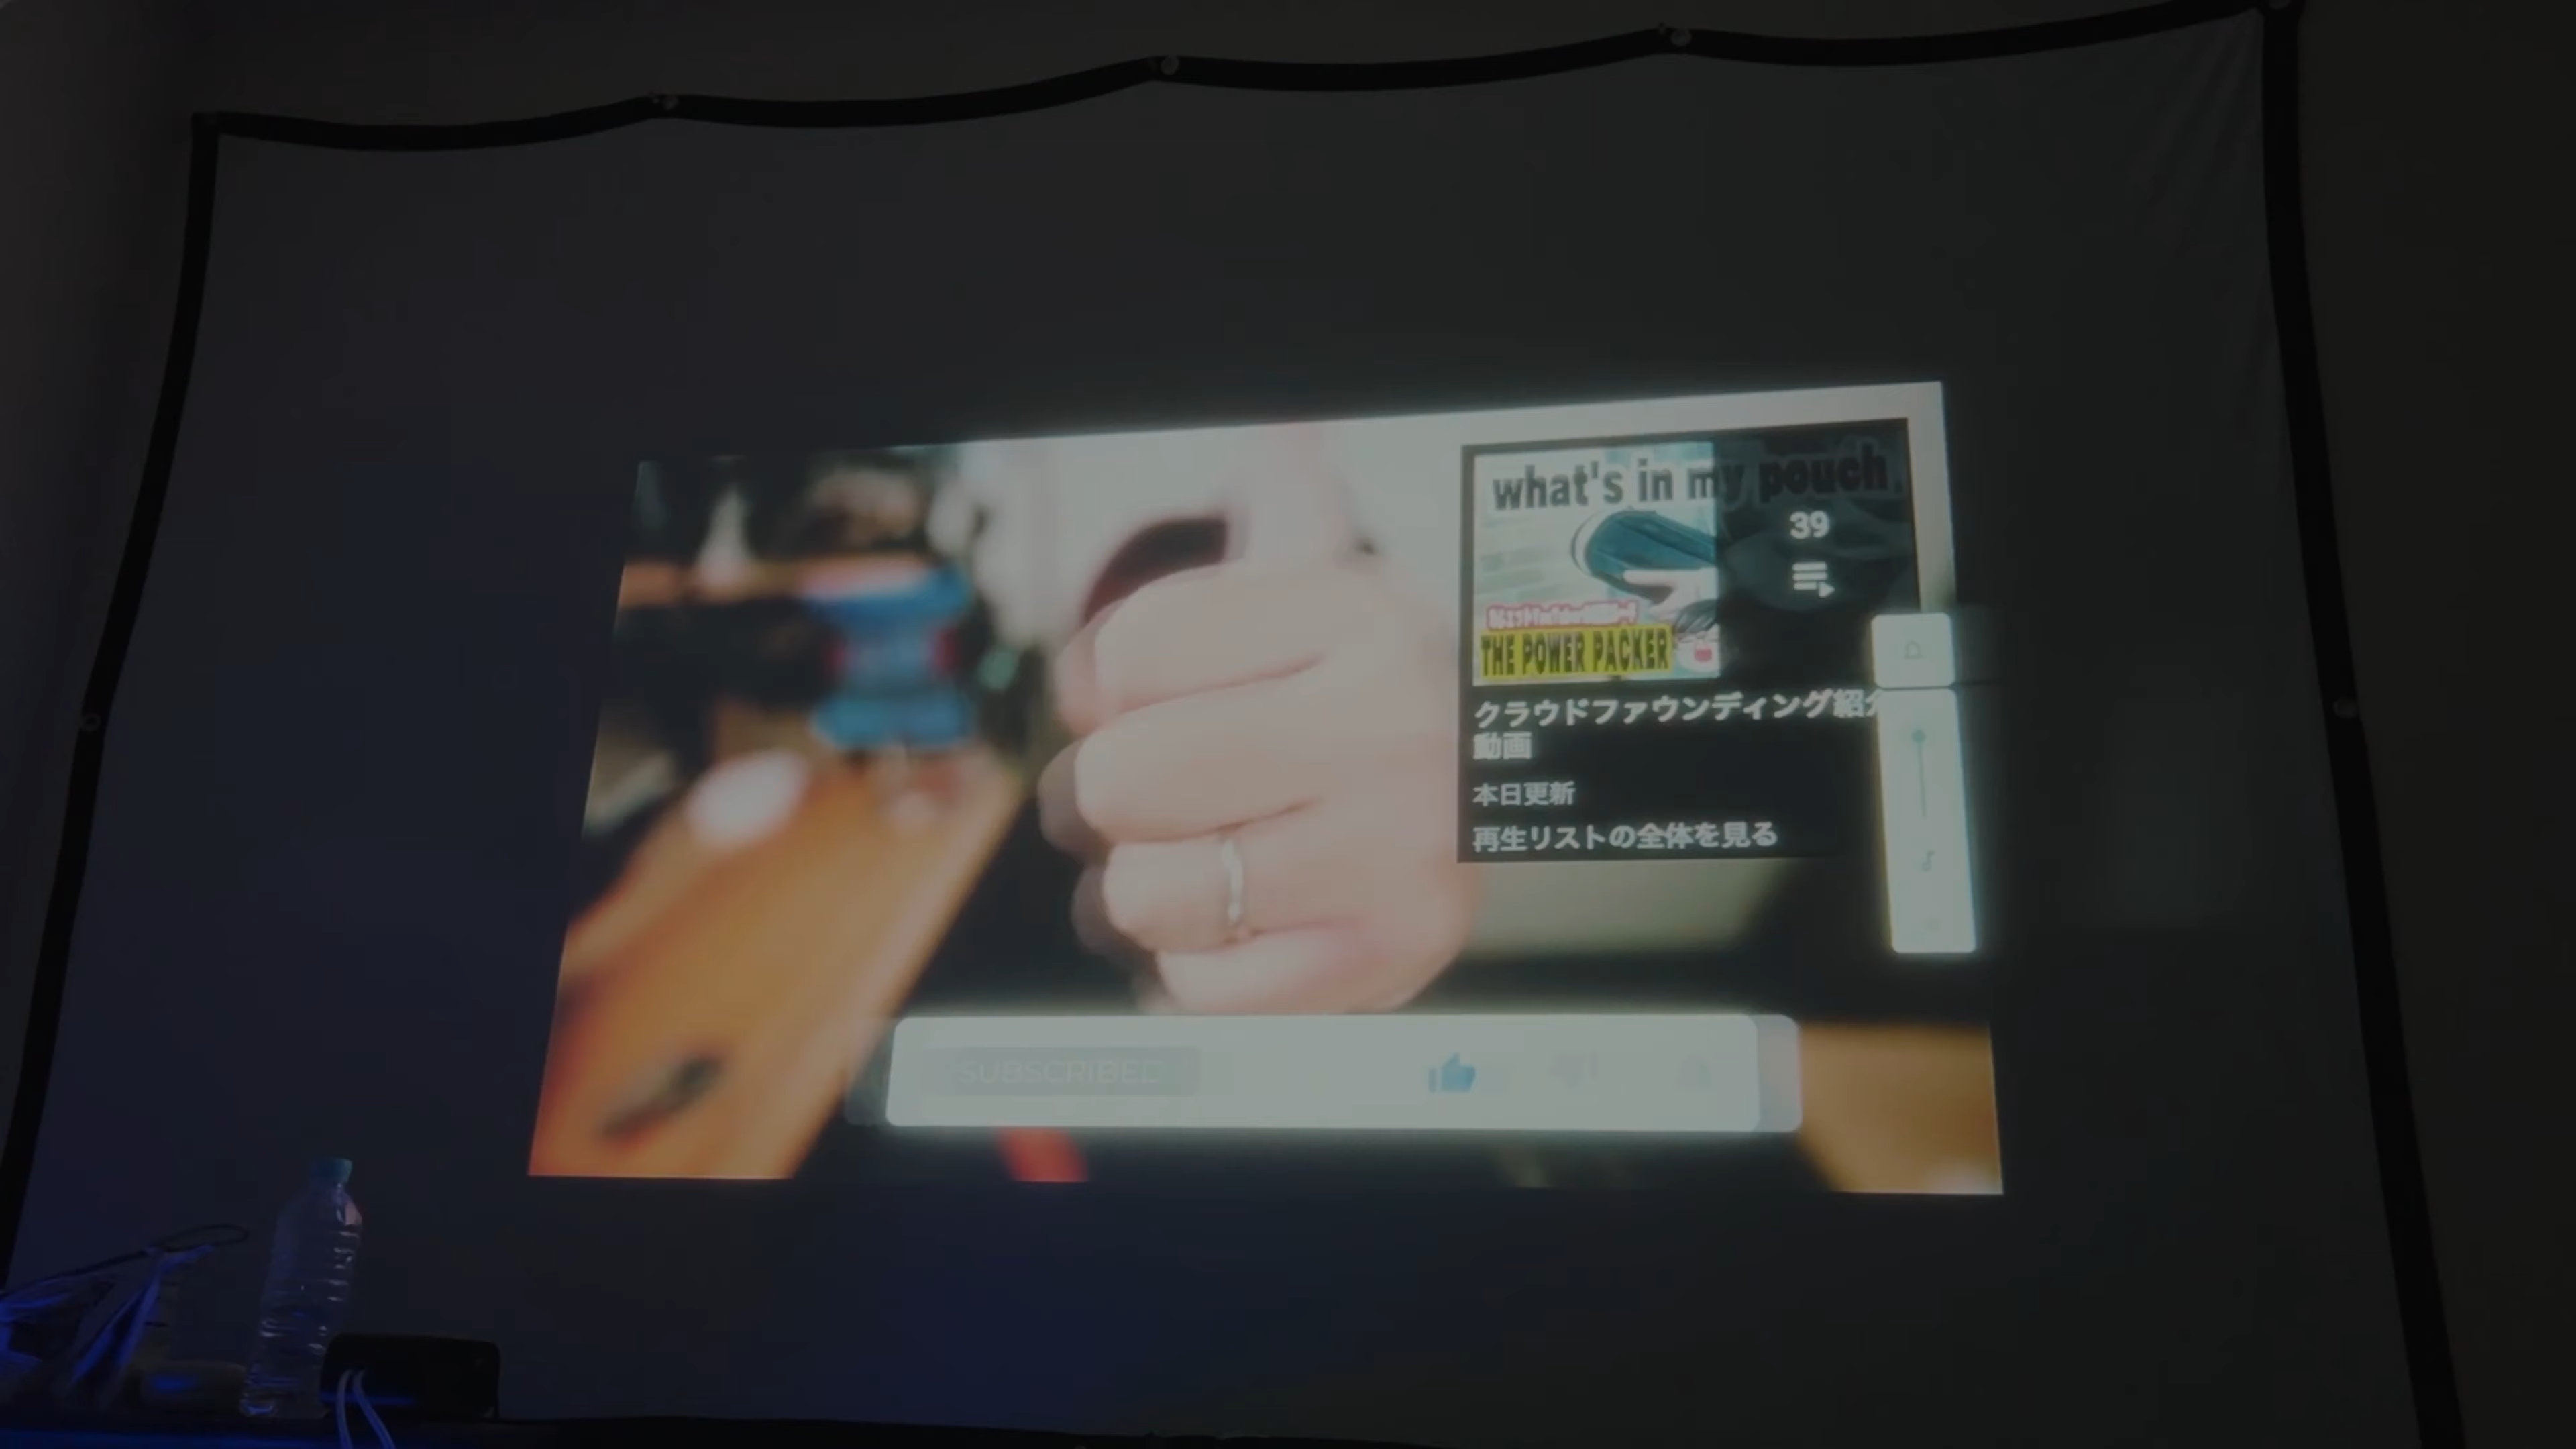 what's in my pouch
39
THE POWER PACKER
クラウドファウンディング紹介
動画
本日更新
再生リストの全体を見る
SUBSCRIBED